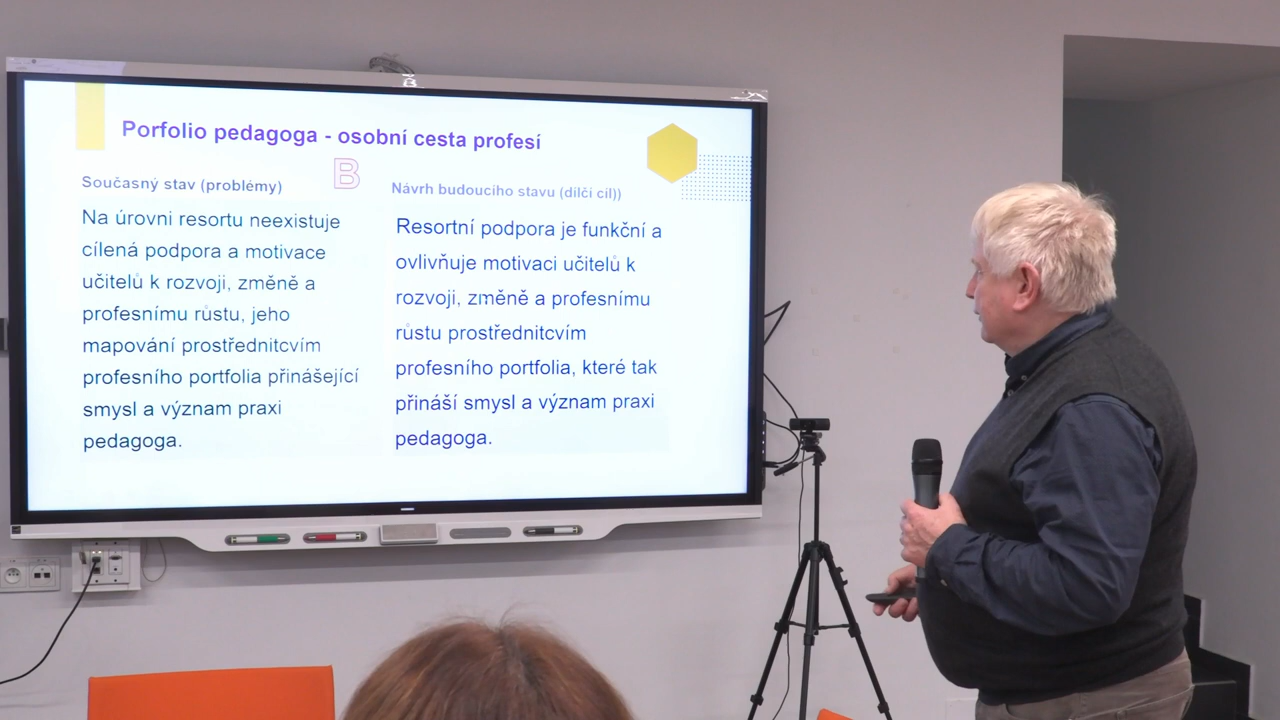 Porfolio pedagoga - osobní cesta profesí
B
Současný stav (problémy)
Na úrovni resortu neexistuje
cílená podpora a motivace
učitelů k rozvoji, změně a
profesnímu růstu, jeho
mapování prostřednitcvím
profesního portfolia přinášející
smysl a význam praxi
pedagoga.
Návrh budoucího stavu (dílčí cíl))
Resortní podpora je funkční a
ovlivňuje motivaci učitelů k
rozvoji, změně a profesnímu
růstu prostřednitcvím
profesního portfolia, které tak
přináší smysl a význam praxi
pedagoga.